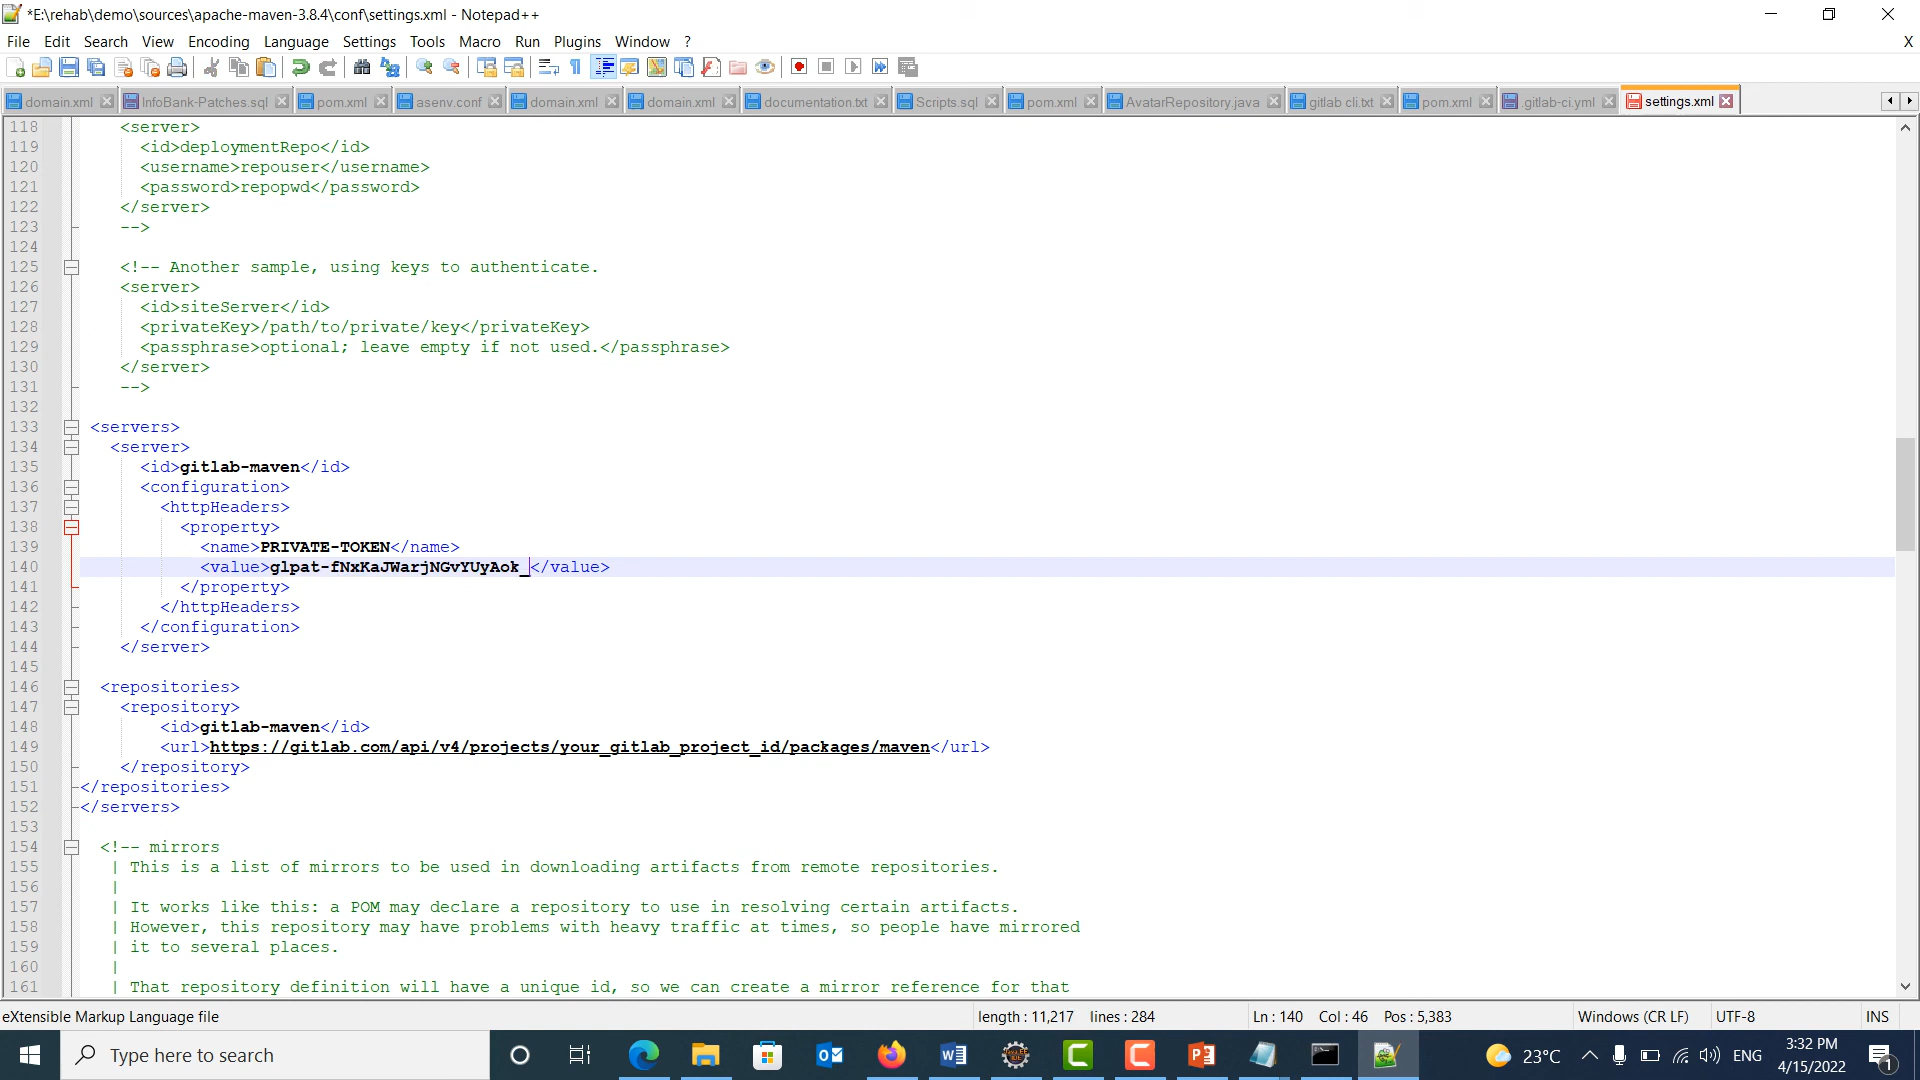 *E:\rehab\demo\sources\apache-maven-3.8.4\conf\settings.xml - Notepad++
File Edit Search View Encoding Language Settings Tools Macro Run Plugins Window ? X
domain.xml InfoBank-Patches.sql pom.xml asenv.conf domain.xml domain.xml documentation.txt Scripts.sql pom.xml AvatarRepository.java gitlab cli.txt pom.xml .gitlab-ci.yml settings.xml
118 <server>
119 <id>deploymentRepo</id>
120 <username>repouser</username>
121 <password>repopwd</password>
122 </server>
123 -->
124
125 <!-- Another sample, using keys to authenticate.
126 <server>
127 <id>siteServer</id>
128 <privateKey>/path/to/private/key</privateKey>
129 <passphrase>optional; leave empty if not used.</passphrase>
130 </server>
131 -->
132
133 <servers>
134 <server>
135 <id>gitlab-maven</id>
136 <configuration>
137 <httpHeaders>
138 <property>
139 <name>PRIVATE-TOKEN</name>
140 <value>glpat-fNxKaJWarjNGvYUyAok_</value>
141 </property>
142 </httpHeaders>
143 </configuration>
144 </server>
145
146 <repositories>
147 <repository>
148 <id>gitlab-maven</id>
149 <url>https://gitlab.com/api/v4/projects/your_gitlab_project_id/packages/maven</url>
150 </repository>
151 </repositories>
152 </servers>
153
154 <!-- mirrors
155 | This is a list of mirrors to be used in downloading artifacts from remote repositories.
156 |
157 | It works like this: a POM may declare a repository to use in resolving certain artifacts.
158 | However, this repository may have problems with heavy traffic at times, so people have mirrored
159 | it to several places.
160 |
161 | That repository definition will have a unique id, so we can create a mirror reference for that
eXtensible Markup Language file length : 11,217 lines : 284 Ln : 140 Col : 46 Pos : 5,383 Windows (CR LF) UTF-8 INS
Type here to search 23°C ENG 3:32 PM
4/15/2022 1